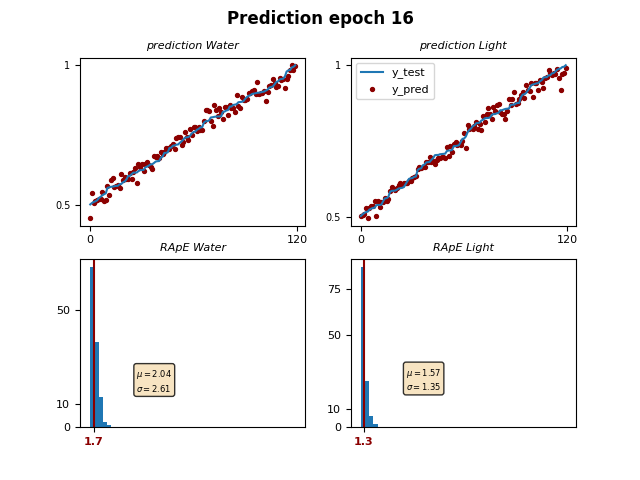 Prediction epoch 16
prediction Water
prediction Light
1
0.5
0
120
1
0.5
0
120
y_test
y_pred
RApE Water
RApE Light
50
10
0
1.7
μ = 2.04
σ = 2.61
75
50
10
0
1.3
μ = 1.57
σ = 1.35